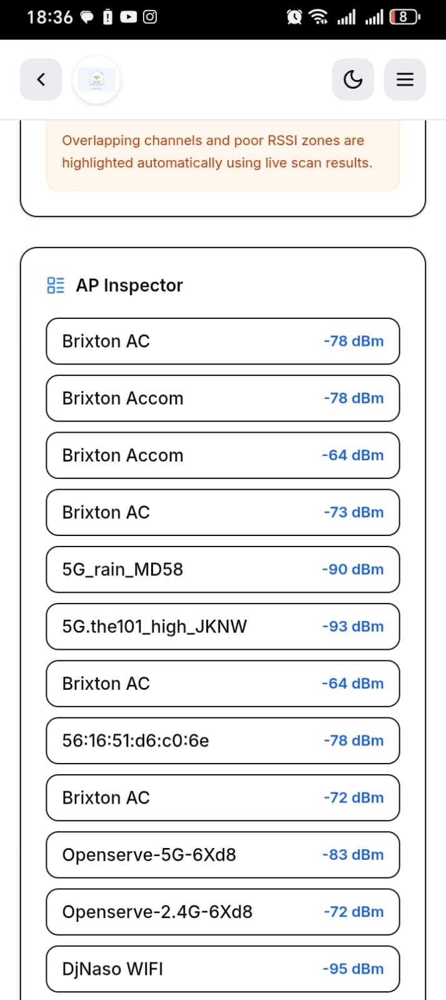 18:36
8
Overlapping channels and poor RSSI zones are
highlighted automatically using live scan results.
AP Inspector
Brixton AC -78 dBm
Brixton Accom -78 dBm
Brixton Accom -64 dBm
Brixton AC -73 dBm
5G_rain_MD58 -90 dBm
5G.the101_high_JKNW -93 dBm
Brixton AC -64 dBm
56:16:51:d6:c0:6e -78 dBm
Brixton AC -72 dBm
Openserve-5G-6Xd8 -83 dBm
Openserve-2.4G-6Xd8 -72 dBm
DjNaso WIFI -95 dBm